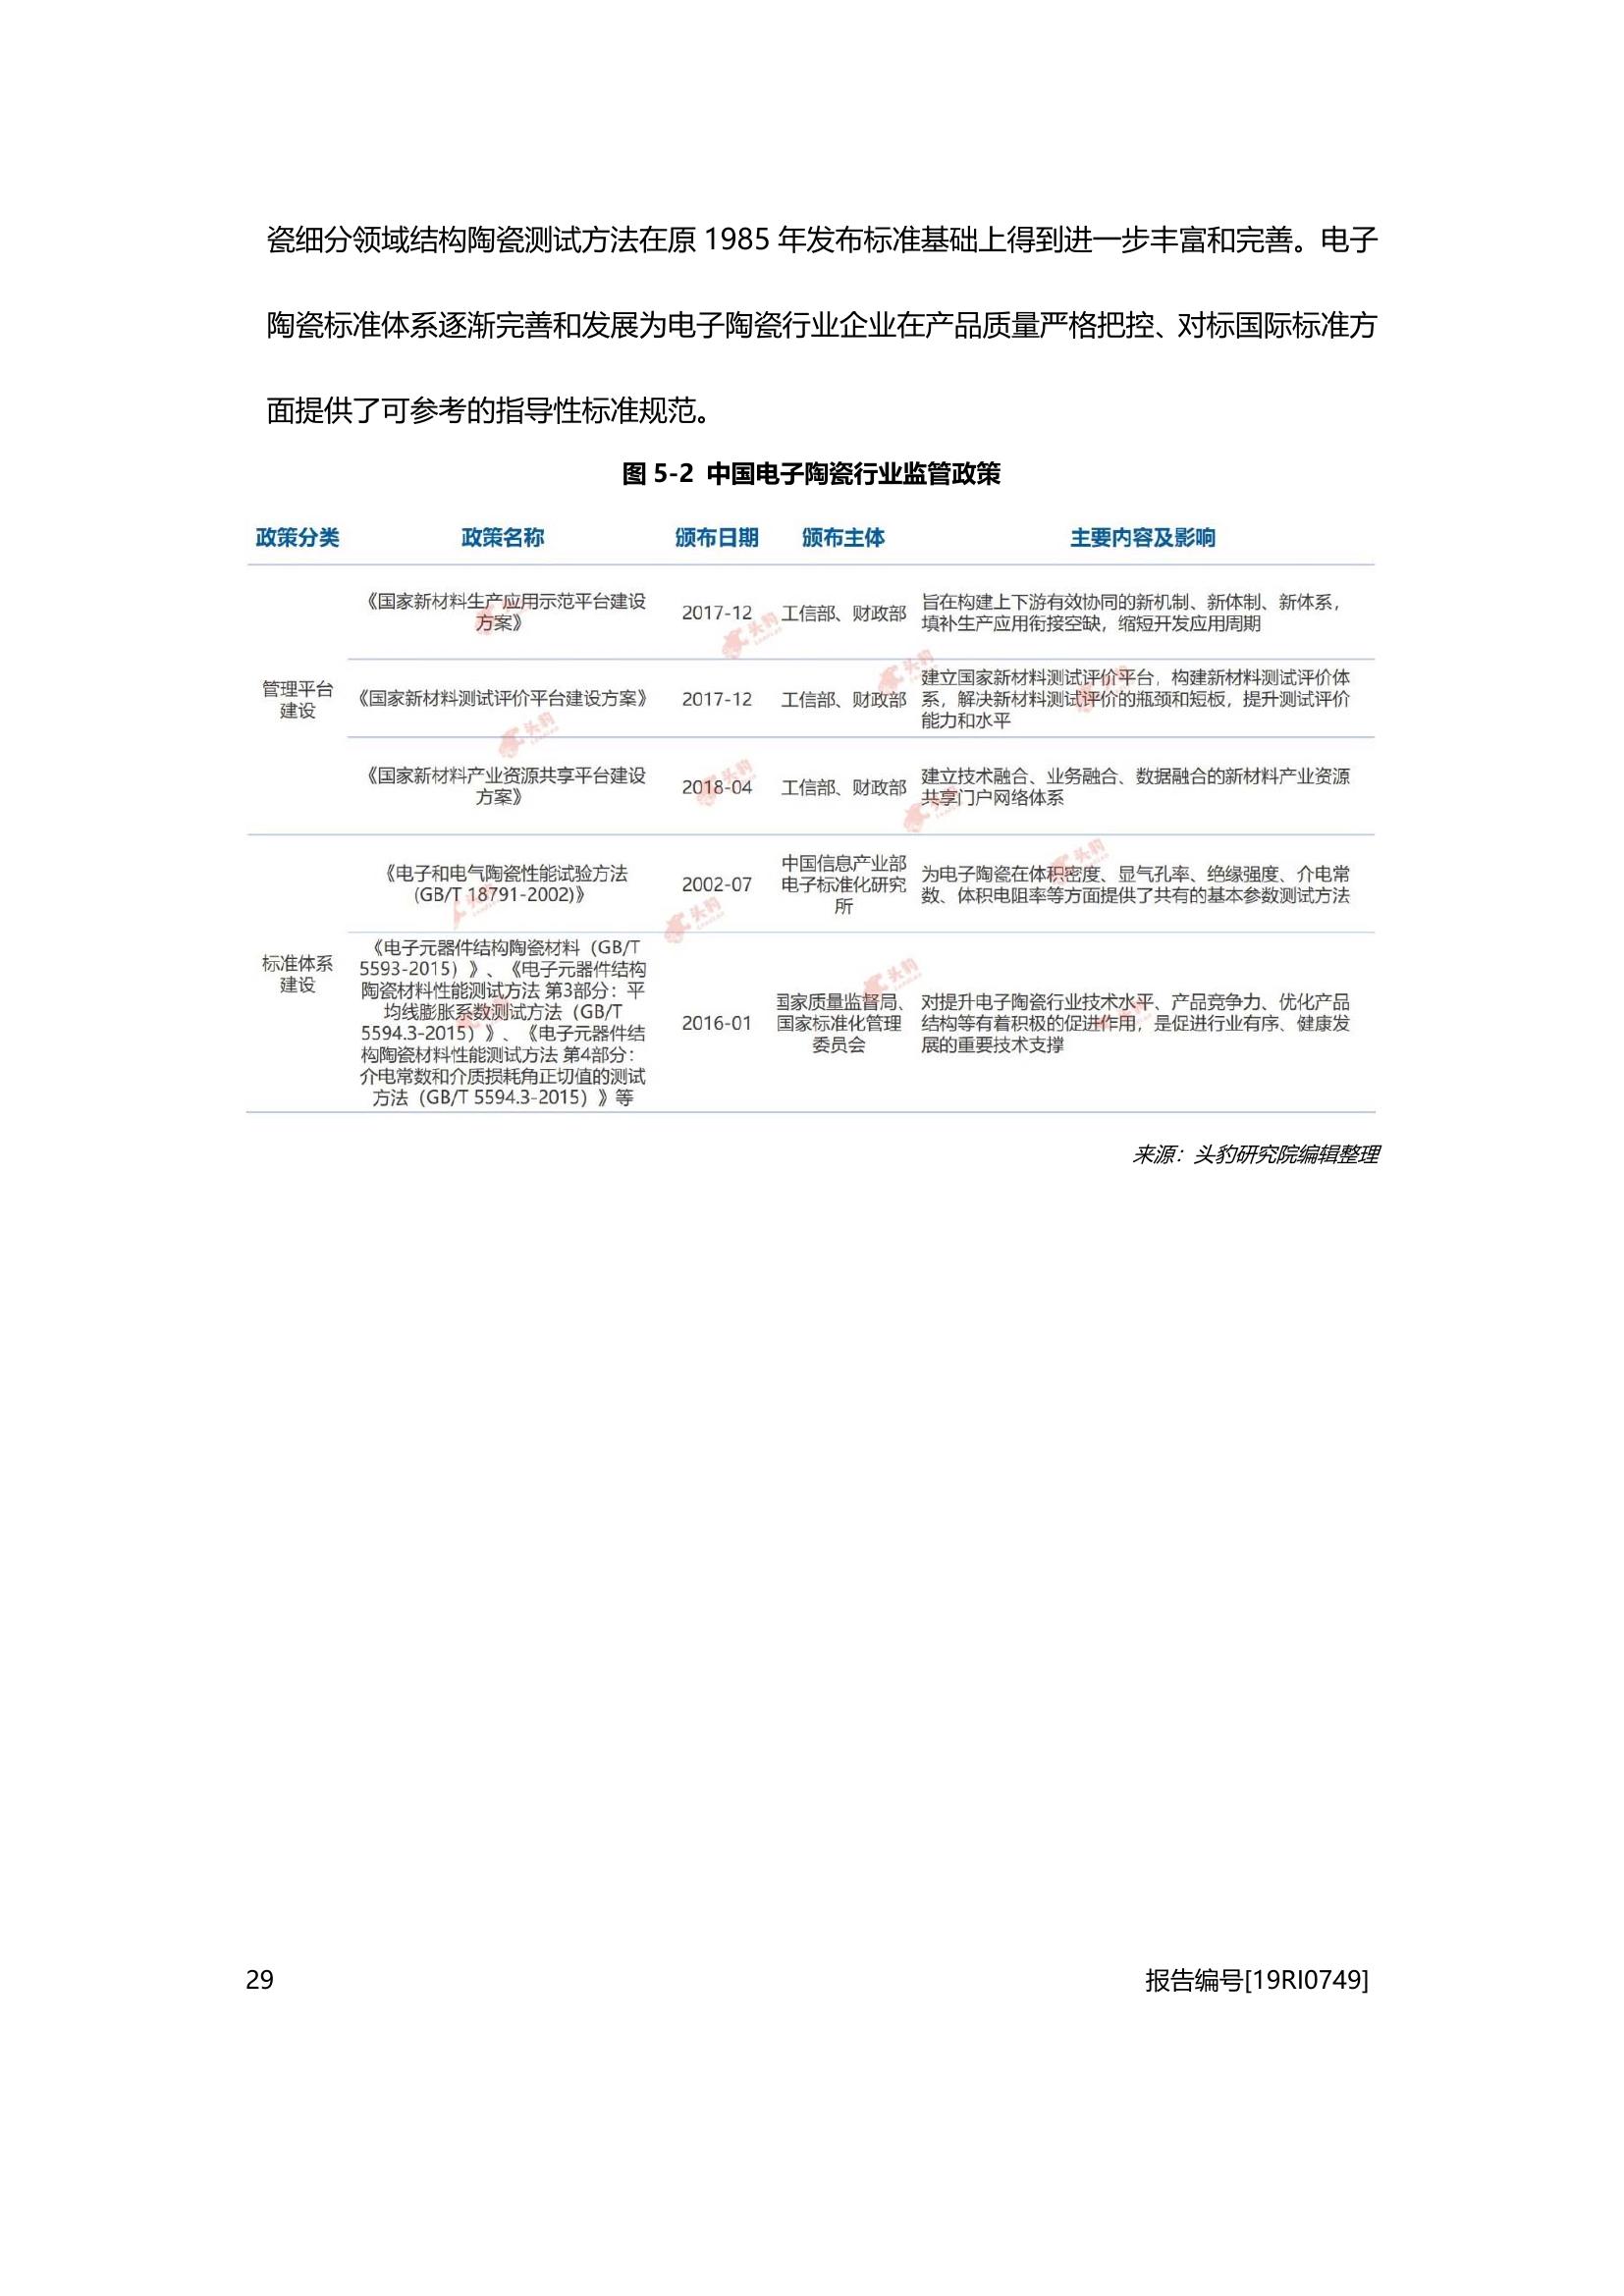 瓷细分领域结构陶瓷测试方法在原 1985 年发布标准基础上得到进一步丰富和完善。电子
陶瓷标准体系逐渐完善和发展为电子陶瓷行业企业在产品质量严格把控、对标国际标准方
面提供了可参考的指导性标准规范。
图 5-2 中国电子陶瓷行业监管政策
政策分类 政策名称 颁布日期 颁布主体 主要内容及影响
管理平台
建设
《国家新材料生产应用示范平台建设
方案》
2017-12
工信部、财政部
旨在构建上下游有效协同的新机制、新体制、新体系，
填补生产应用衔接空缺，缩短开发应用周期
《国家新材料测试评价平台建设方案》
2017-12
工信部、财政部
建立国家新材料测试评价平台，构建新材料测试评价体
系，解决新材料测试评价的瓶颈和短板，提升测试评价
能力和水平
《国家新材料产业资源共享平台建设
方案》
2018-04
工信部、财政部
建立技术融合、业务融合、数据融合的新材料产业资源
共享门户网络体系
标准体系
建设
《电子和电气陶瓷性能试验方法
(GB/T 18791-2002)》
2002-07
中国信息产业部
电子标准化研究
所
为电子陶瓷在体积密度、显气孔率、绝缘强度、介电常
数、体积电阻率等方面提供了共有的基本参数测试方法
《电子元器件结构陶瓷材料（GB/T
5593-2015）》、《电子元器件结构
陶瓷材料性能测试方法 第3部分：平
均线膨胀系数测试方法（GB/T
5594.3-2015）》、《电子元器件结
构陶瓷材料性能测试方法 第4部分：
介电常数和介质损耗角正切值的测试
方法（GB/T 5594.3-2015）》等
2016-01
国家质量监督局、
国家标准化管理
委员会
对提升电子陶瓷行业技术水平、产品竞争力、优化产品
结构等有着积极的促进作用，是促进行业有序、健康发
展的重要技术支撑
来源：头豹研究院编辑整理
29
报告编号[19RI0749]